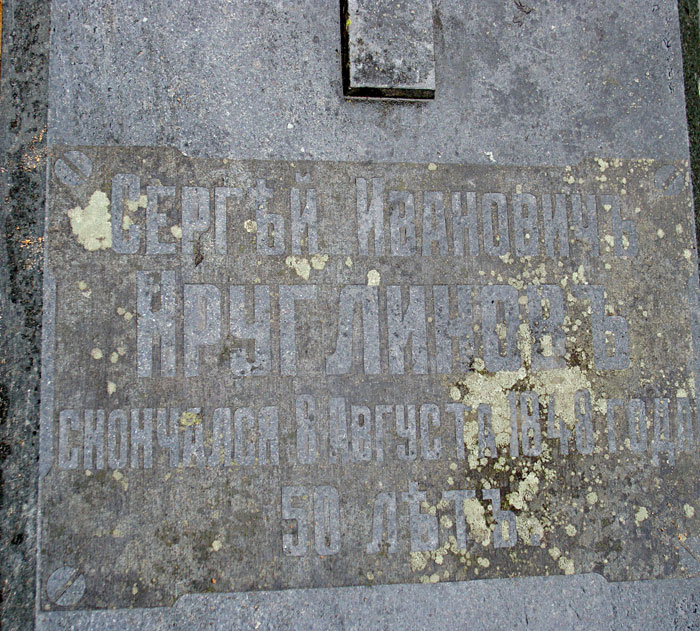 Сергѣй Ивановичъ
Кругликовъ
скончался 8 Августа 1848 года
50 лѣтъ.